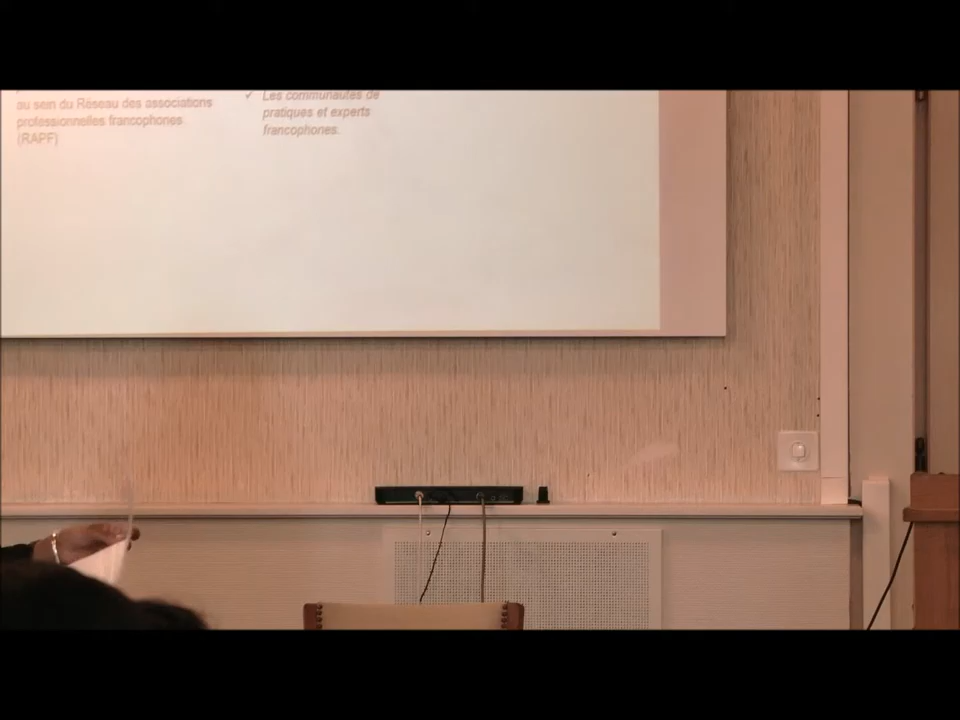 au sein du Réseau des associations
professionnelles francophones.
(RAPF)
✓ Les communautés de
pratiques et experts
francophones.